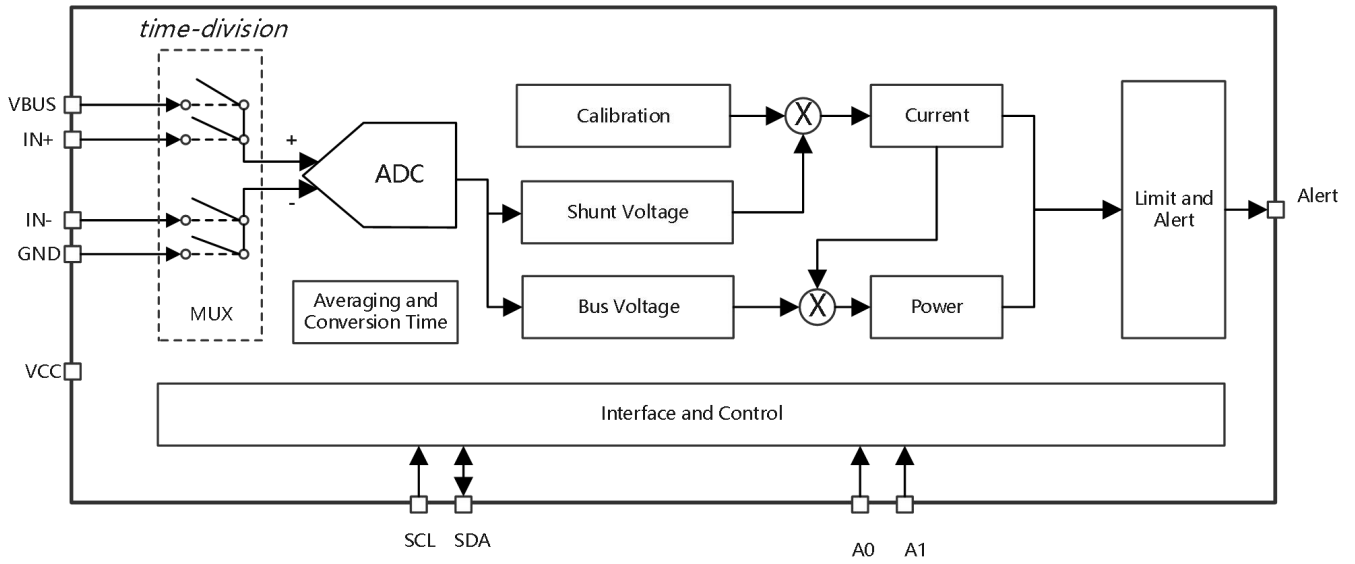 time-division
VBUS
IN+
IN-
GND
VCC
MUX
+
-
ADC
Averaging and
Conversion Time
Calibration
Shunt Voltage
Bus Voltage
X
X
Current
Power
Limit and
Alert
Alert
Interface and Control
SCL
SDA
A0
A1